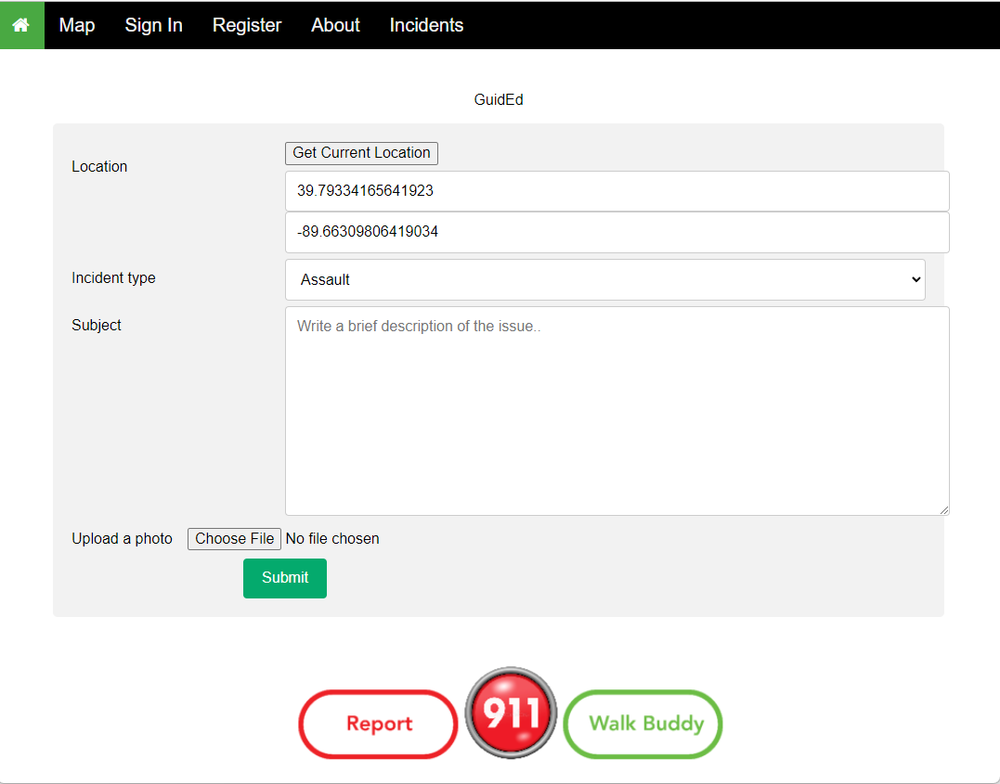 Map Sign In Register About Incidents
GuidEd
Location
Get Current Location
39.79334165641923
-89.66309806419034
Incident type
Assault
Subject
Write a brief description of the issue..
Upload a photo Choose File No file chosen
Submit
Report 911 Walk Buddy